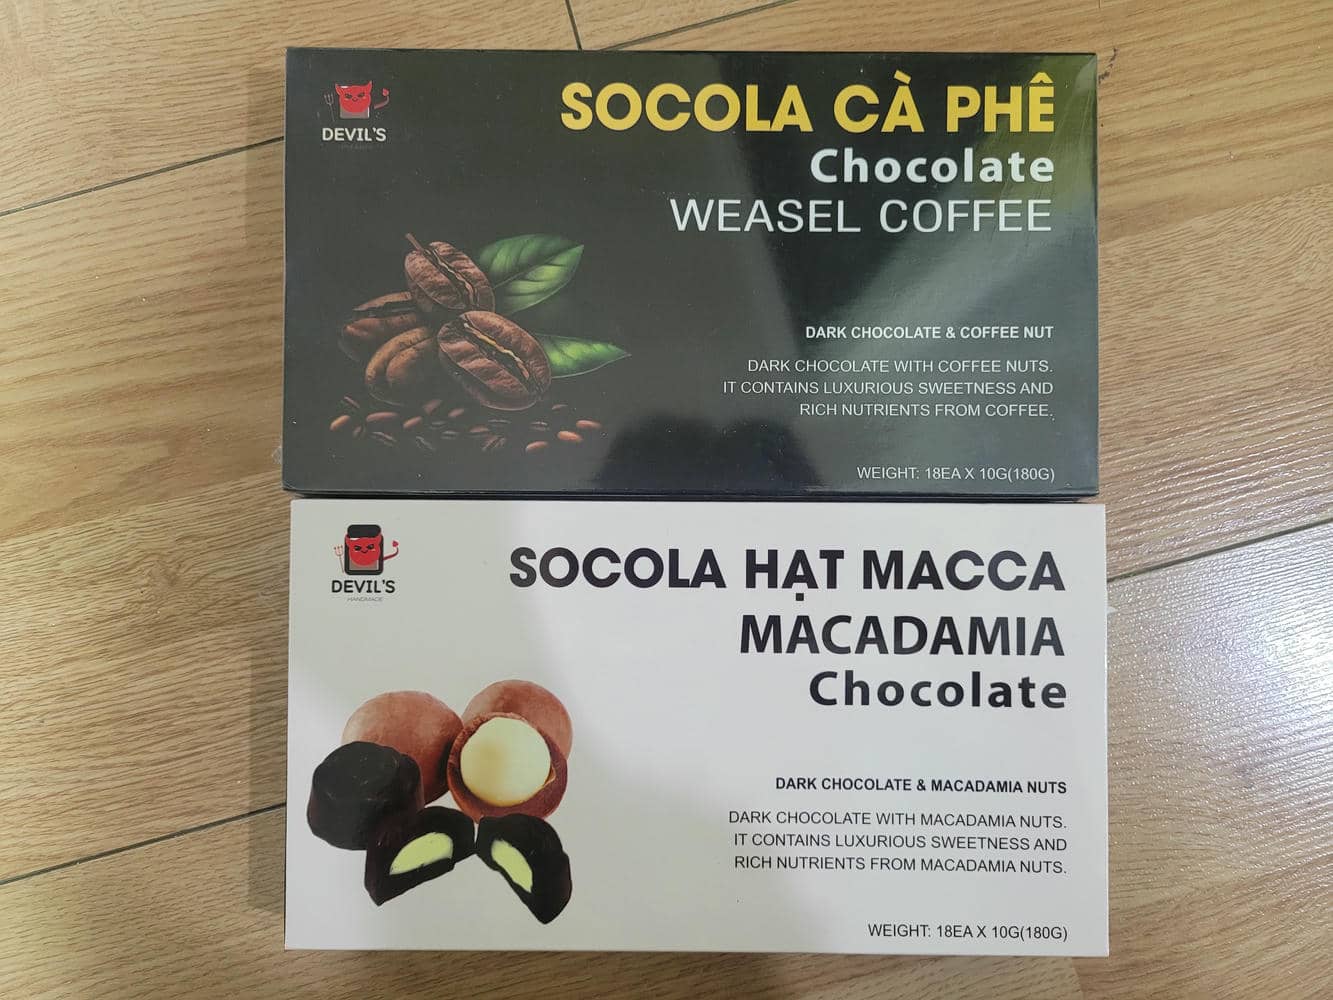 DEVIL'S
SOCOLA CÀ PHÊ
Chocolate
WEASEL COFFEE
DARK CHOCOLATE & COFFEE NUT
DARK CHOCOLATE WITH COFFEE NUTS.
IT CONTAINS LUXURIOUS SWEETNESS AND
RICH NUTRIENTS FROM COFFEE.
WEIGHT: 18EA X 10G(180G)
DEVIL'S
HANDMADE
SOCOLA HẠT MACCA
MACADAMIA
Chocolate
DARK CHOCOLATE & MACADAMIA NUTS
DARK CHOCOLATE WITH MACADAMIA NUTS.
IT CONTAINS LUXURIOUS SWEETNESS AND
RICH NUTRIENTS FROM MACADAMIA NUTS.
WEIGHT: 18EA X 10G(180G)